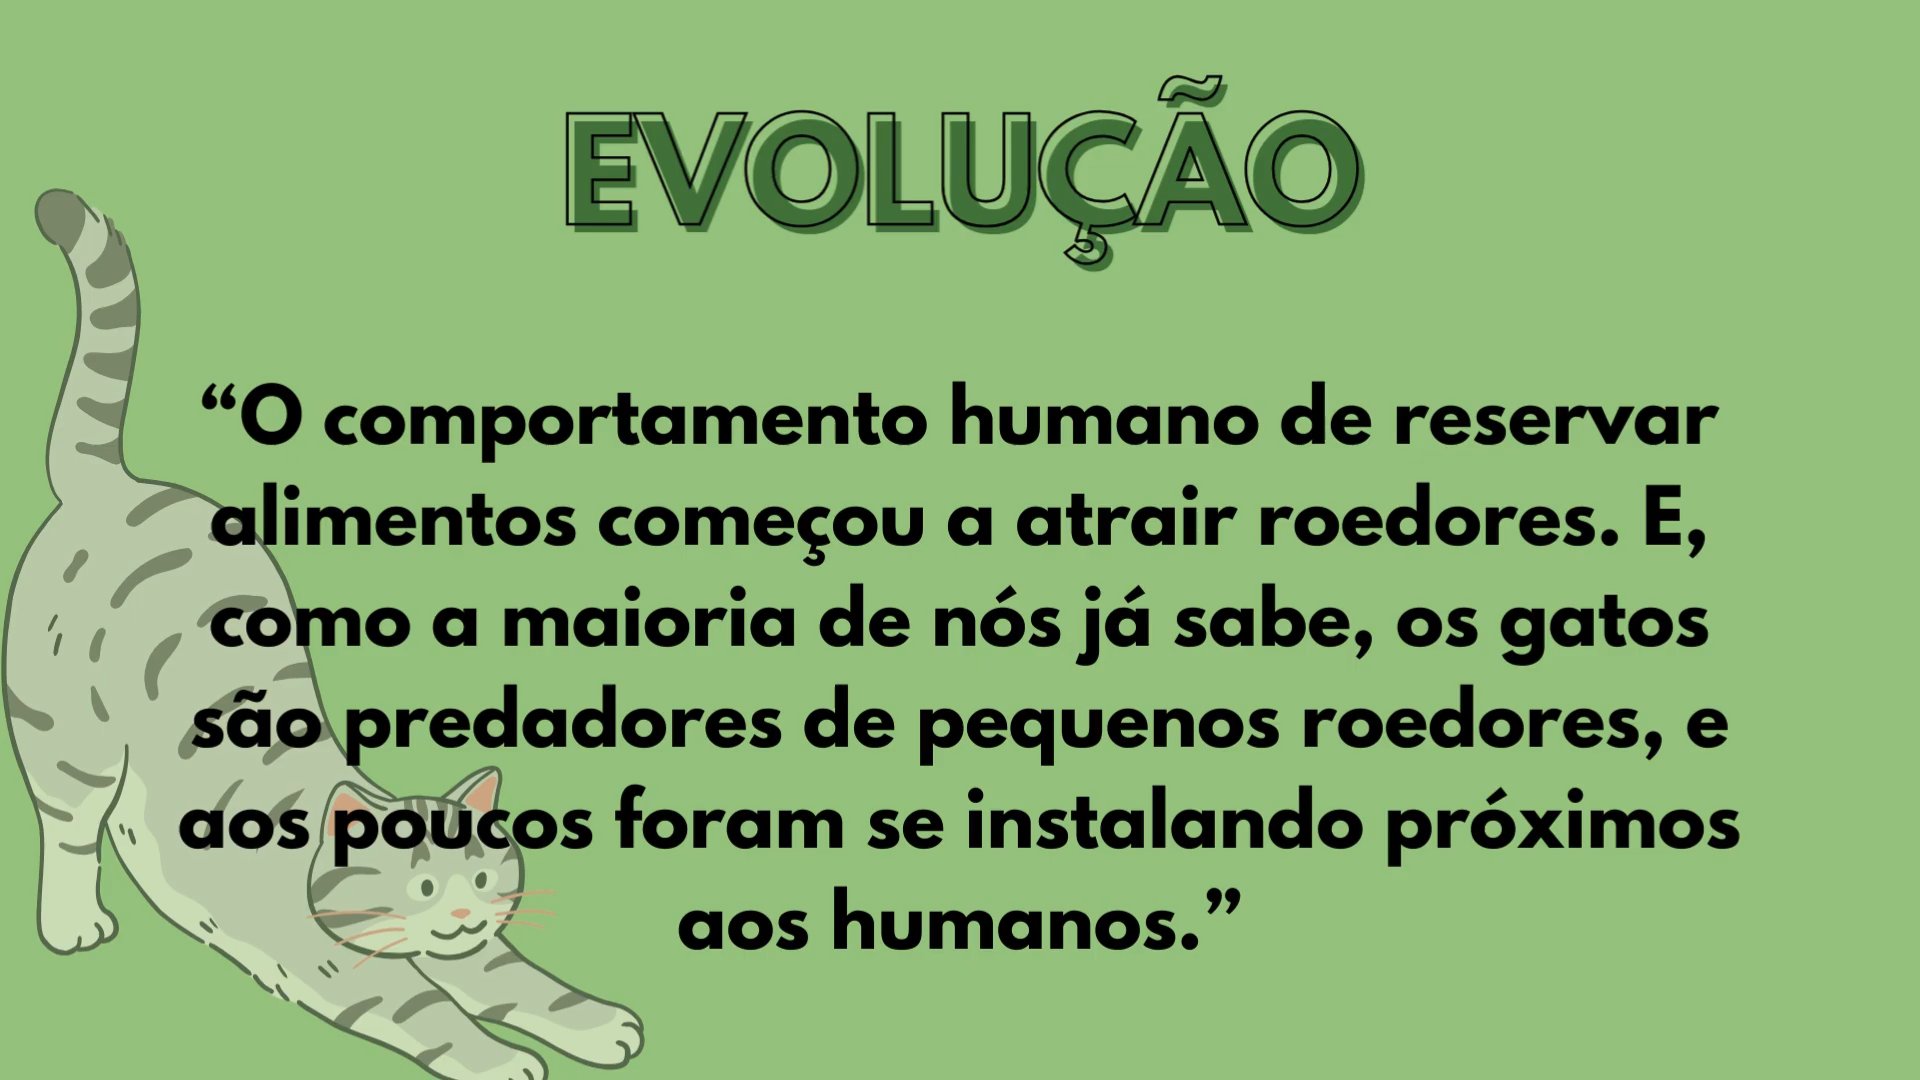 EVOLUÇÃO
“O comportamento humano de reservar
alimentos começou a atrair roedores. E,
como a maioria de nós já sabe, os gatos
são predadores de pequenos roedores, e
aos poucos foram se instalando próximos
aos humanos.”